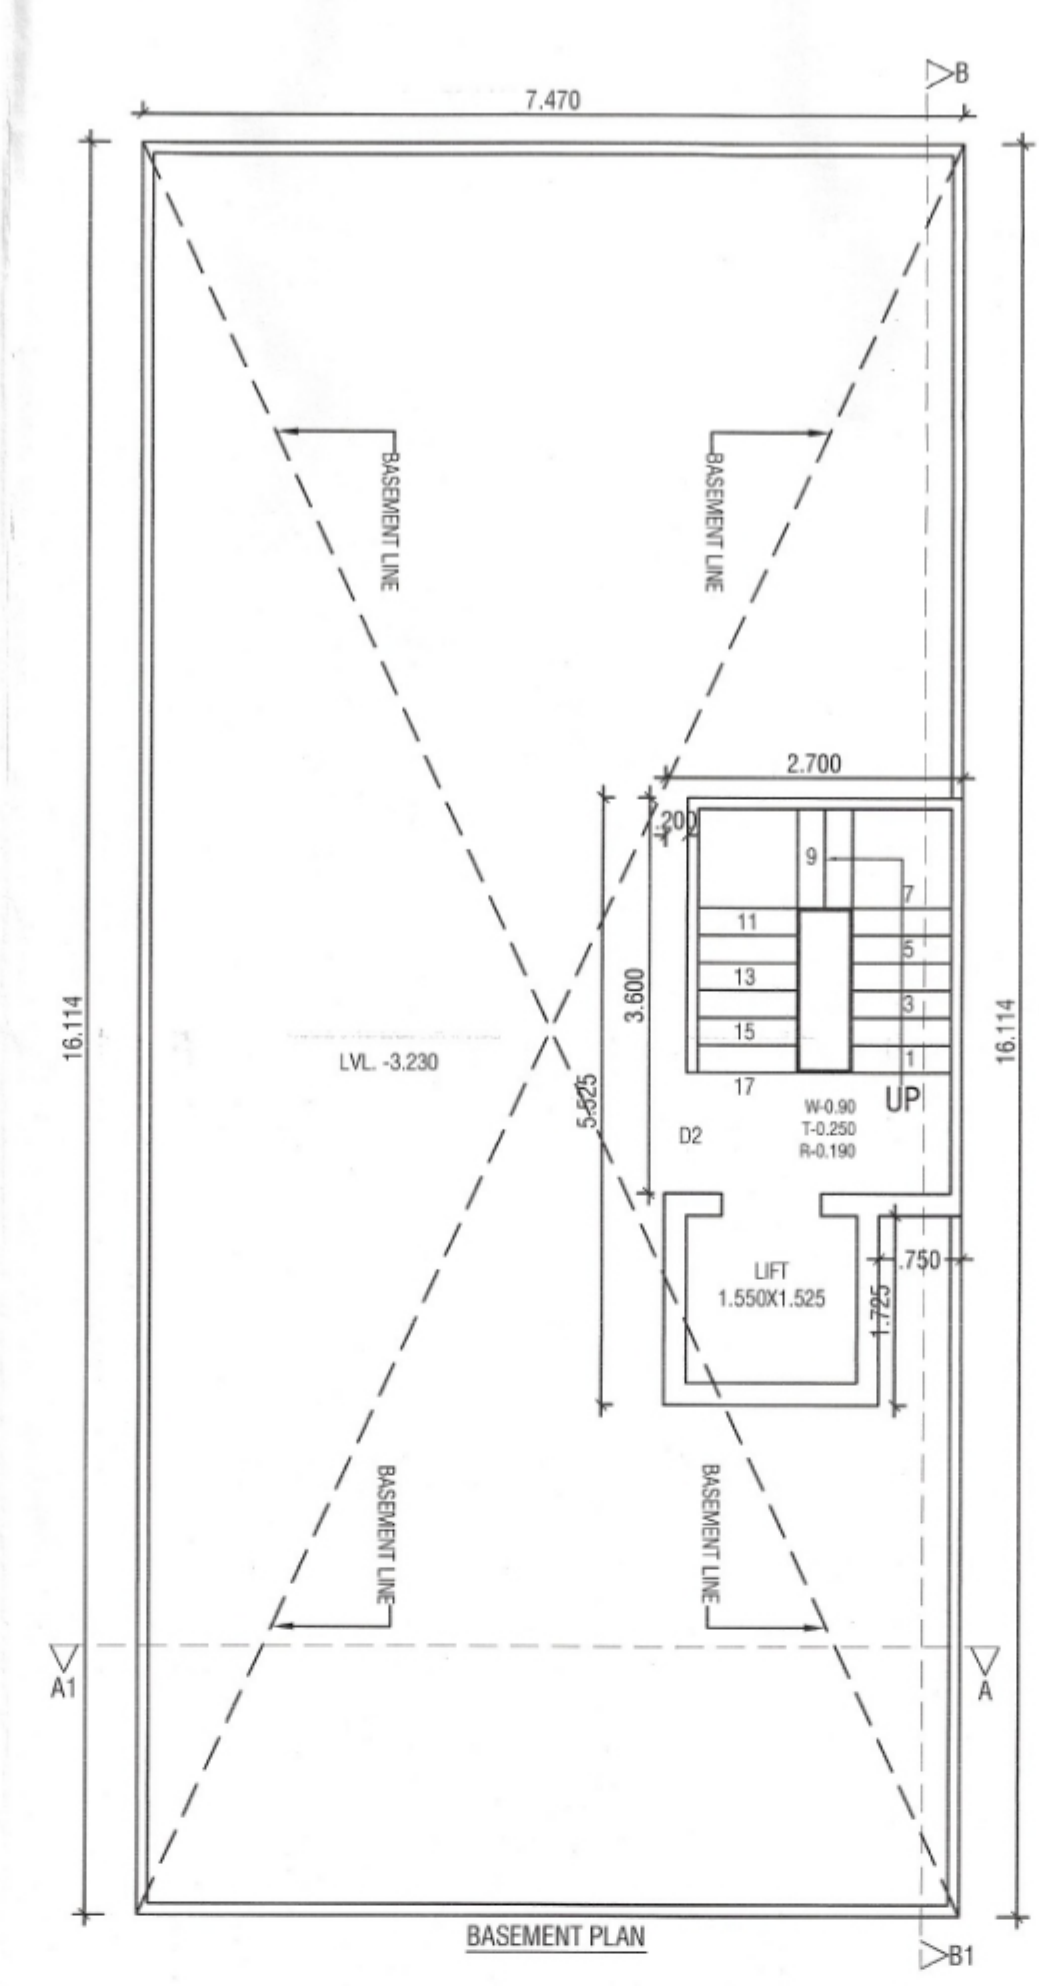 B
7.470
BASEMENT LINE
BASEMENT LINE
2.700
.200
9
7
11
5
13
3
15
1
17
UP
3.600
16.114
16.114
LVL. -3.230
5.525
W-0.90
T-0.250
R-0.190
D2
.750
LIFT
1.550X1.525
1.725
BASEMENT LINE
BASEMENT LINE
A1
A
BASEMENT PLAN
B1